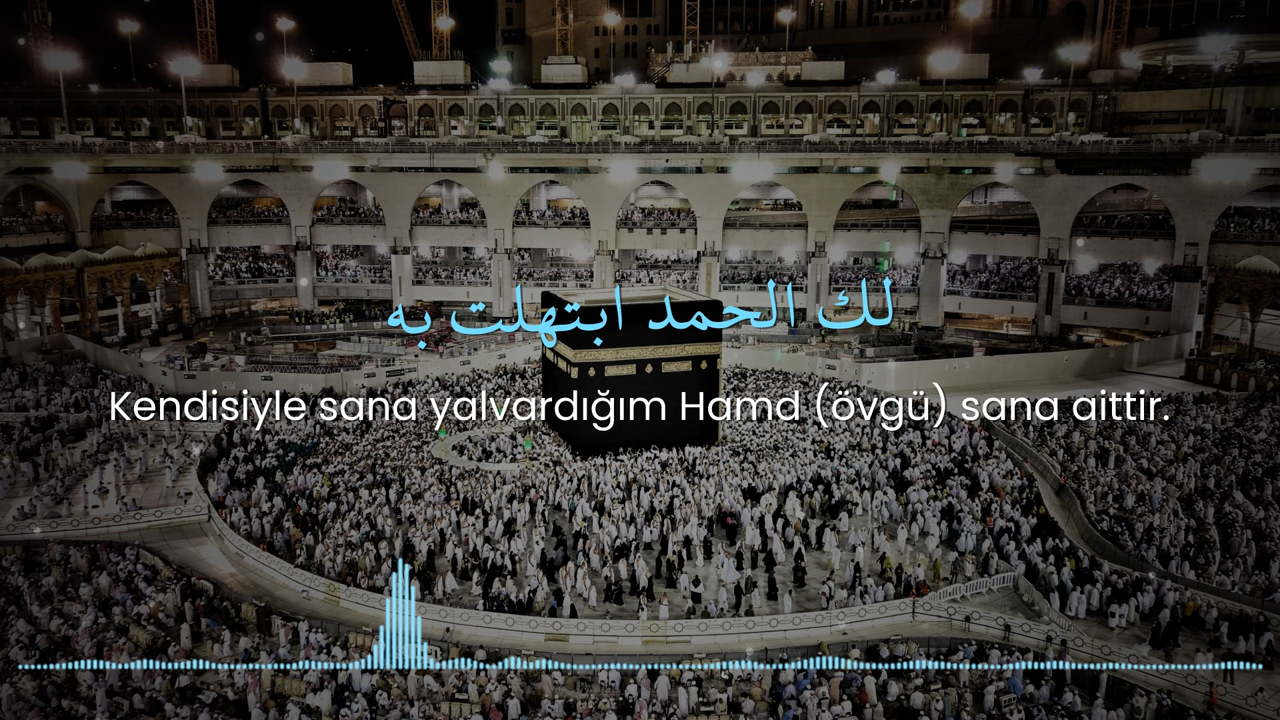 لك الحمد ابتهلت به
Kendisiyle sana yalvardığım Hamd (övgü) sana aittir.